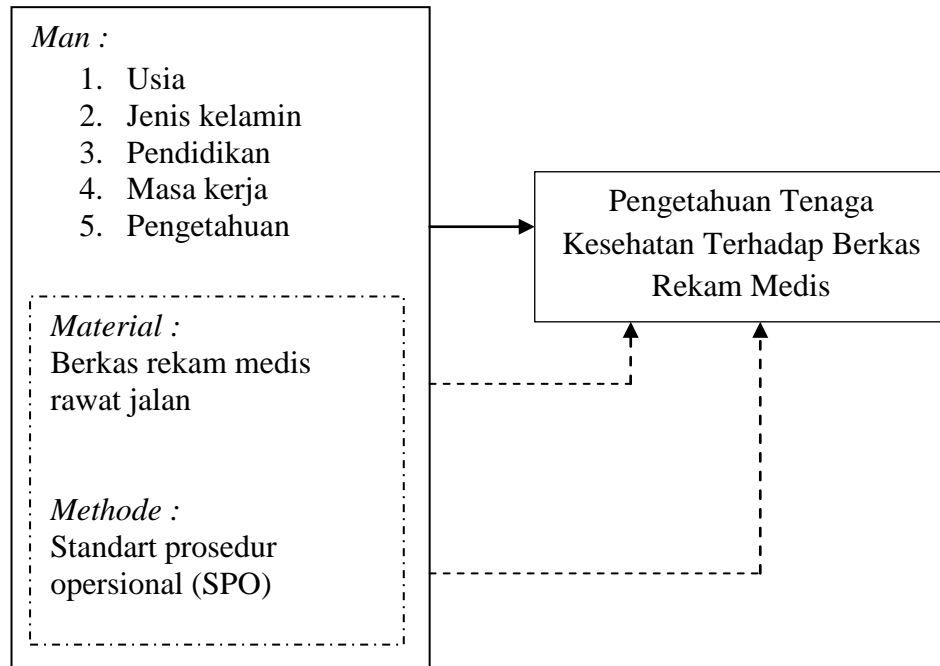 Man :
1. Usia
2. Jenis kelamin
3. Pendidikan
4. Masa kerja
5. Pengetahuan
Material :
Berkas rekam medis
rawat jalan
Methode :
Standart prosedur
opersional (SPO)
Pengetahuan Tenaga
Kesehatan Terhadap Berkas
Rekam Medis